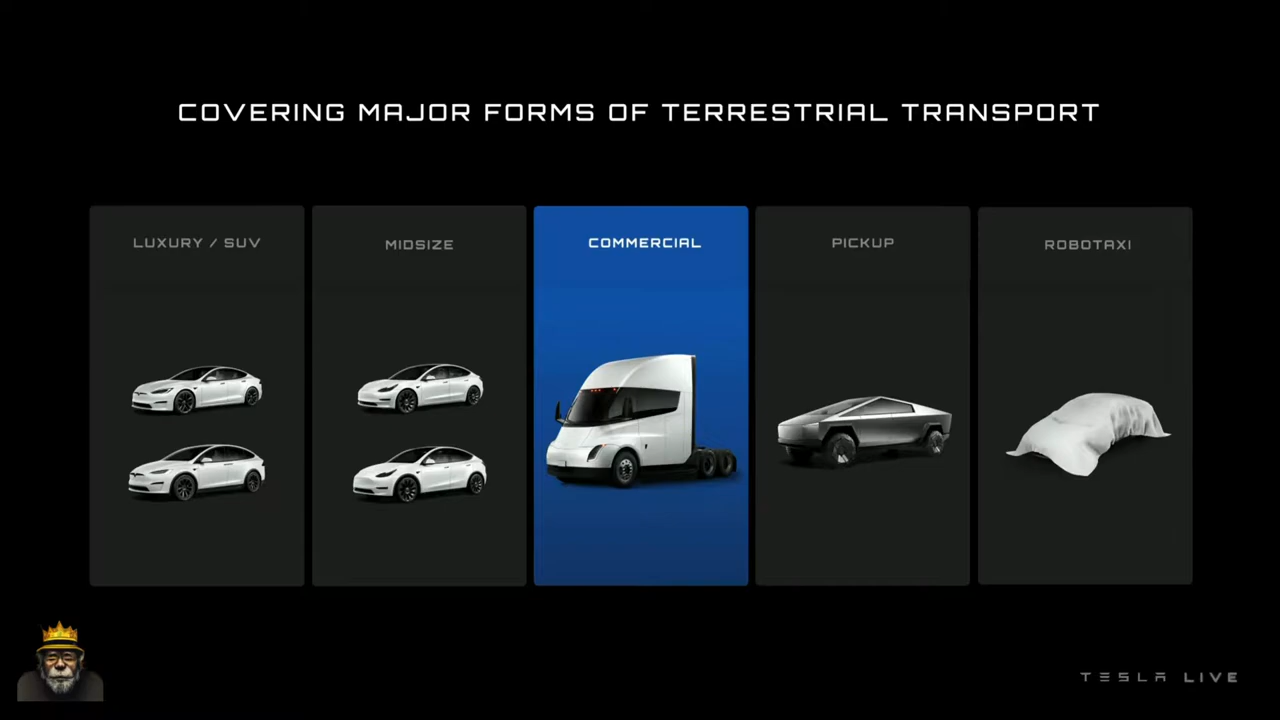 COVERING MAJOR FORMS OF TERRESTRIAL TRANSPORT
LUXURY / SUV
MIDSIZE
COMMERCIAL
PICKUP
ROBOTAXI
TESLA LIVE